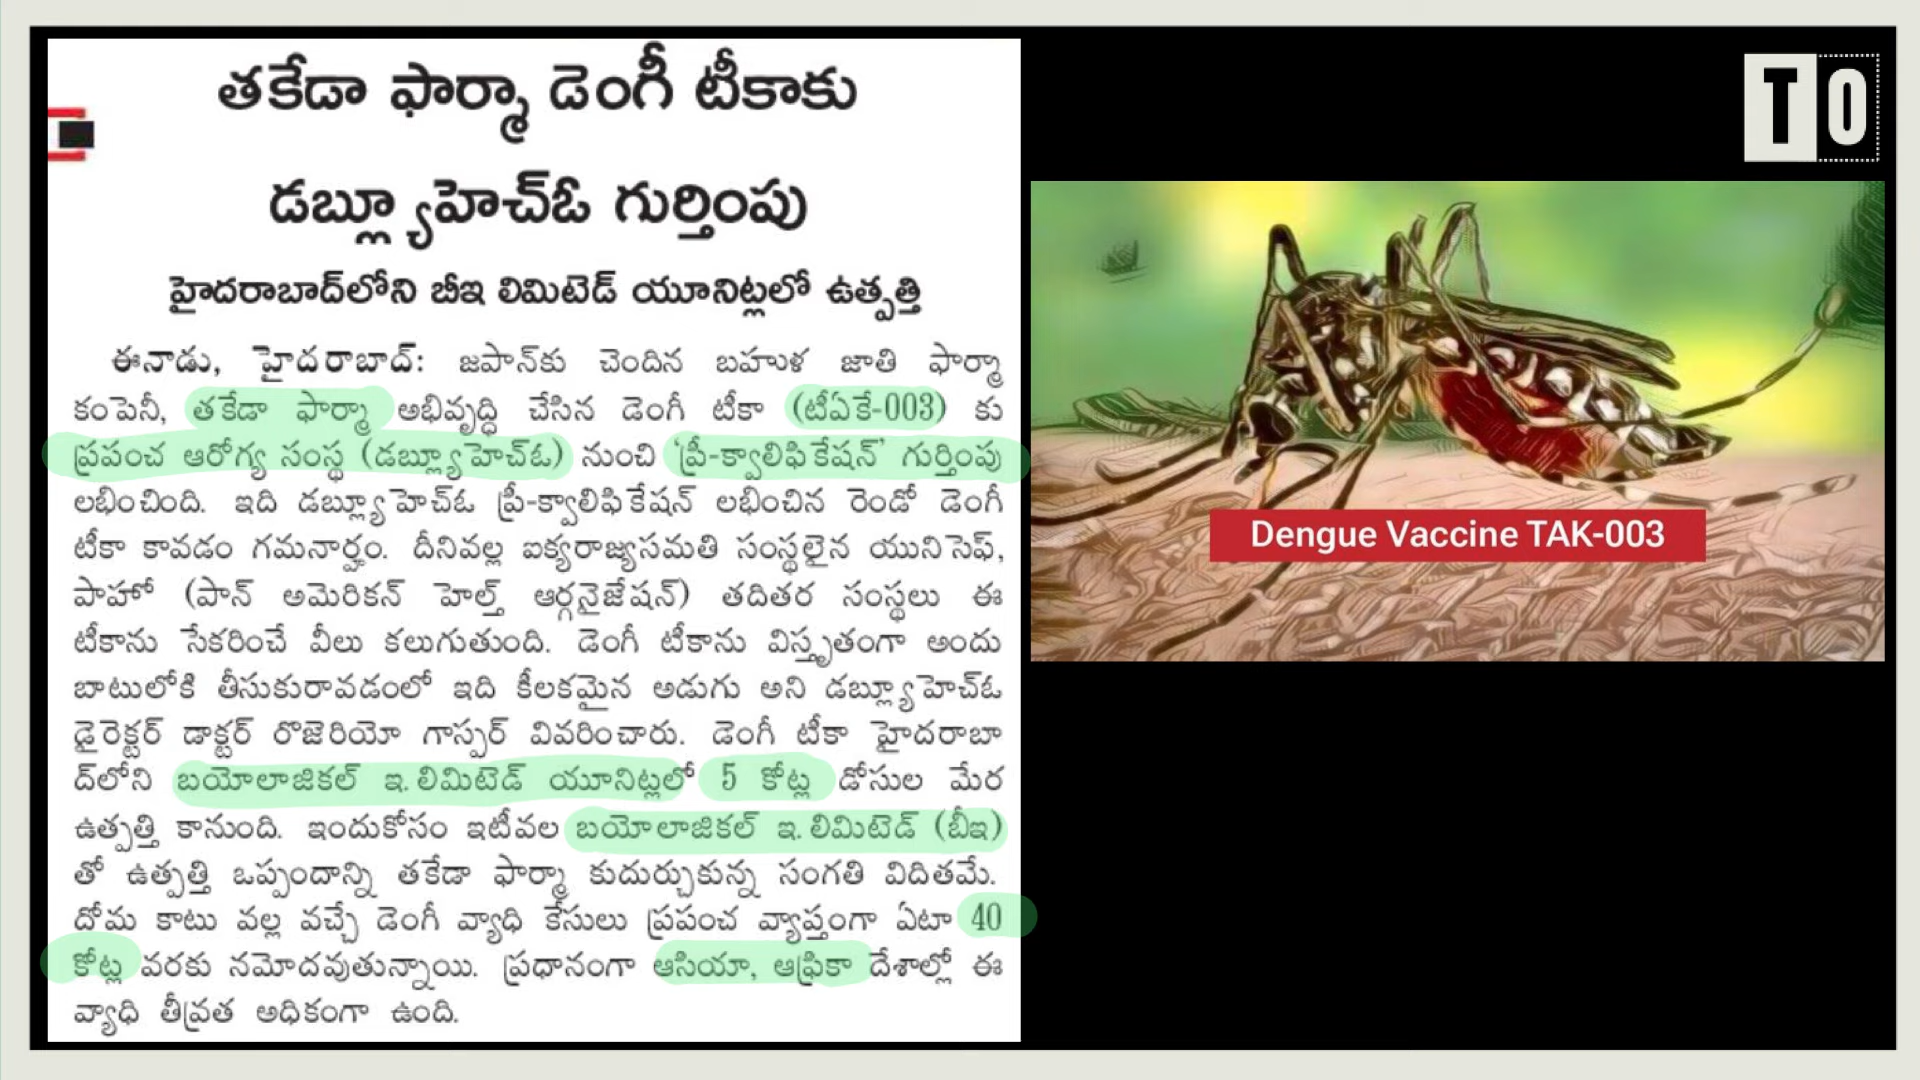 తకేడా ఫార్మా డెంగీ టీకాకు
డబ్ల్యూహెచ్ఓ గుర్తింపు
హైదరాబాద్‌లోని బీఇ లిమిటెడ్ యూనిట్లలో ఉత్పత్తి
ఈనాడు, హైదరాబాద్: జపాన్‌కు చెందిన బహుళ జాతి ఫార్మా
కంపెనీ, తకేడా ఫార్మా అభివృద్ధి చేసిన డెంగీ టీకా (టీఏకే-003) కు
ప్రపంచ ఆరోగ్య సంస్థ (డబ్ల్యూహెచ్ఓ) నుంచి ‘ప్రీ-క్వాలిఫికేషన్’ గుర్తింపు
లభించింది. ఇది డబ్ల్యూహెచ్ఓ ప్రీ-క్వాలిఫికేషన్ లభించిన రెండో డెంగీ
టీకా కావడం గమనార్హం. దీనివల్ల ఐక్యరాజ్యసమతి సంస్థలైన యునిసెఫ్,
పాహో (పాన్ అమెరికన్ హెల్త్ ఆర్గనైజేషన్) తదితర సంస్థలు ఈ
టీకాను సేకరించే వీలు కలుగుతుంది. డెంగీ టీకాను విస్తృతంగా అందు
బాటులోకి తీసుకురావడంలో ఇది కీలకమైన అడుగు అని డబ్ల్యూహెచ్ఓ
డైరెక్టర్ డాక్టర్ రొజెరియో గాస్పర్ వివరించారు. డెంగీ టీకా హైదరాబా
ద్‌లోని బయోలాజికల్ ఇ.లిమిటెడ్ యూనిట్లలో 5 కోట్ల డోసుల మేర
ఉత్పత్తి కానుంది. ఇందుకోసం ఇటీవల బయోలాజికల్ ఇ.లిమిటెడ్ (బీఇ)
తో ఉత్పత్తి ఒప్పందాన్ని తకేడా ఫార్మా కుదుర్చుకున్న సంగతి విదితమే.
దోమ కాటు వల్ల వచ్చే డెంగీ వ్యాధి కేసులు ప్రపంచ వ్యాప్తంగా ఏటా 40
కోట్ల వరకు నమోదవుతున్నాయి. ప్రధానంగా ఆసియా, ఆఫ్రికా దేశాల్లో ఈ
వ్యాధి తీవ్రత అధికంగా ఉంది.
TO
Dengue Vaccine TAK-003